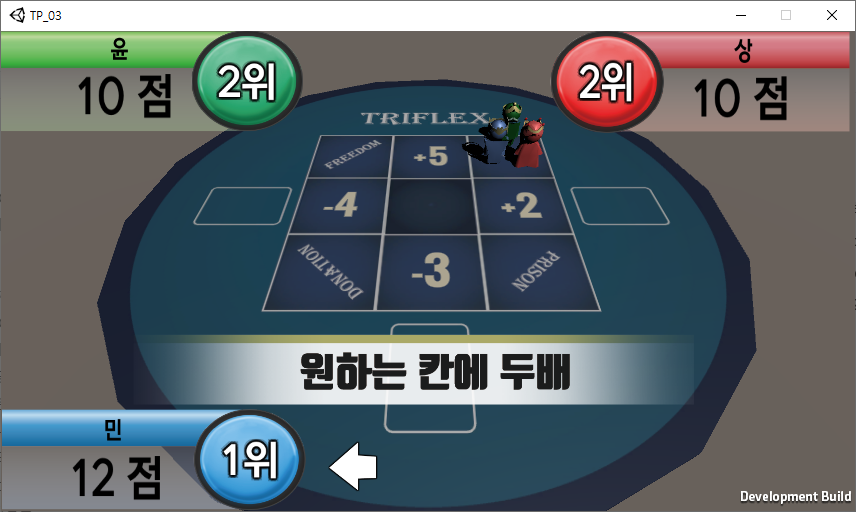 TP_03
윤
10 점
2위
상
2위
10 점
TRIFLEX
FREEDOM
+5
-4
+2
DONATION
-3
PRISON
원하는 칸에 두배
민
12 점
1위
Development Build